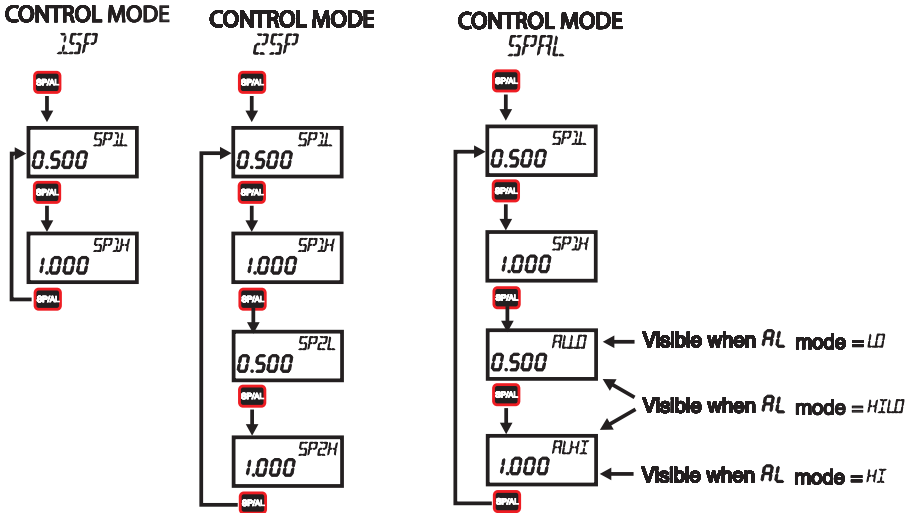 CONTROL MODE
1SP
SP/AL
SP1L
0.500
SP/AL
SP1H
1.000
SP/AL
CONTROL MODE
2SP
SP/AL
SP1L
0.500
SP/AL
SP1H
1.000
SP/AL
SP2L
0.500
SP/AL
SP2H
1.000
SP/AL
CONTROL MODE
SPAL
SP/AL
SP1L
0.500
SP/AL
SP1H
1.000
SP/AL
ALLO
0.500
SP/AL
ALHI
1.000
SP/AL
Visible when AL mode = LO
Visible when AL mode = HILO
Visible when AL mode = HI